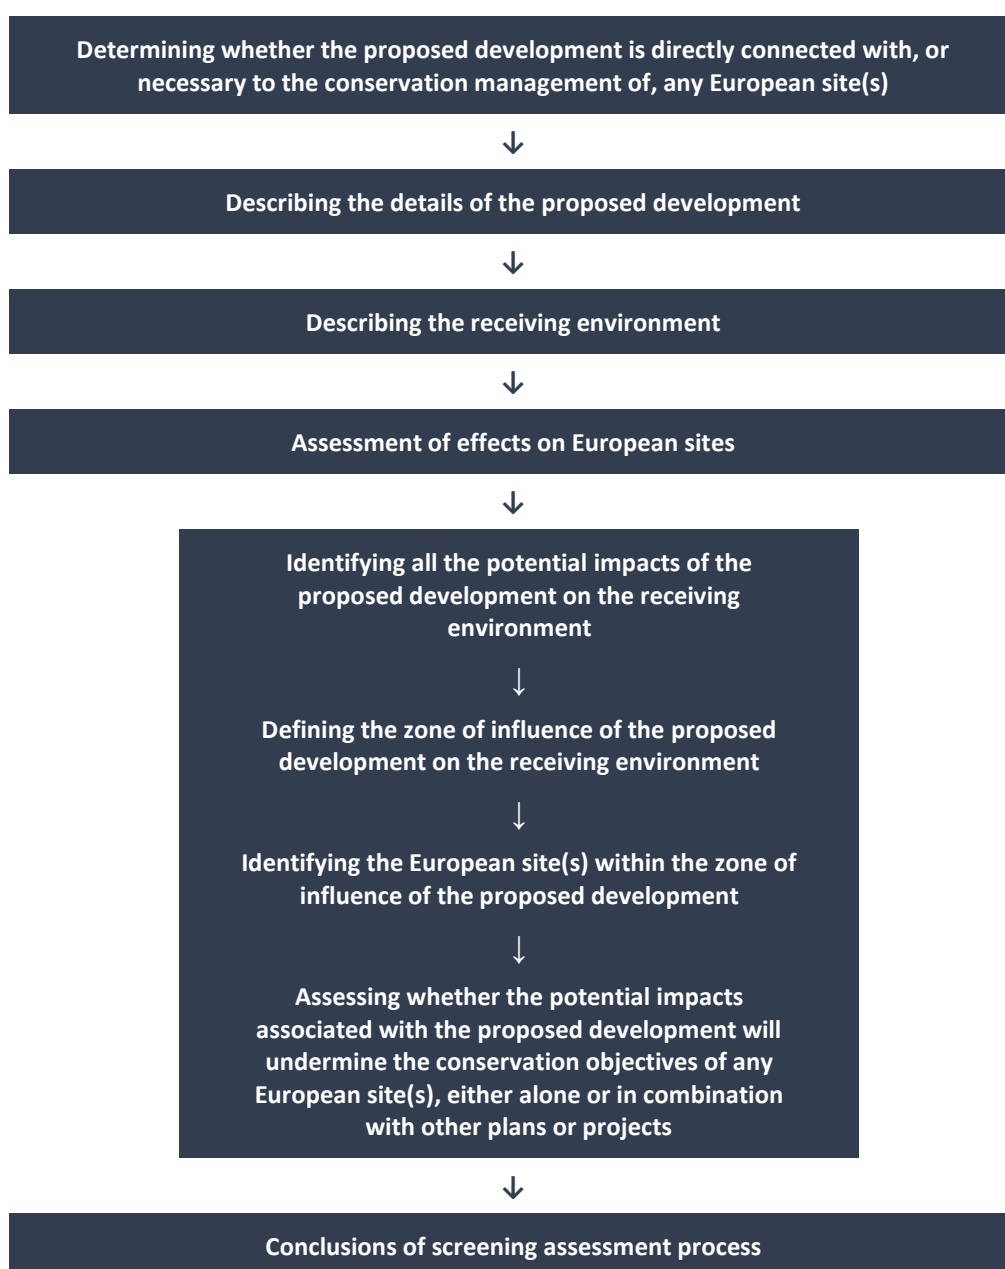 Determining whether the proposed development is directly connected with, or
necessary to the conservation management of, any European site(s)
↓
Describing the details of the proposed development
↓
Describing the receiving environment
↓
Assessment of effects on European sites
↓
Identifying all the potential impacts of the
proposed development on the receiving
environment
↓
Defining the zone of influence of the proposed
development on the receiving environment
↓
Identifying the European site(s) within the zone of
influence of the proposed development
↓
Assessing whether the potential impacts
associated with the proposed development will
undermine the conservation objectives of any
European site(s), either alone or in combination
with other plans or projects
↓
Conclusions of screening assessment process